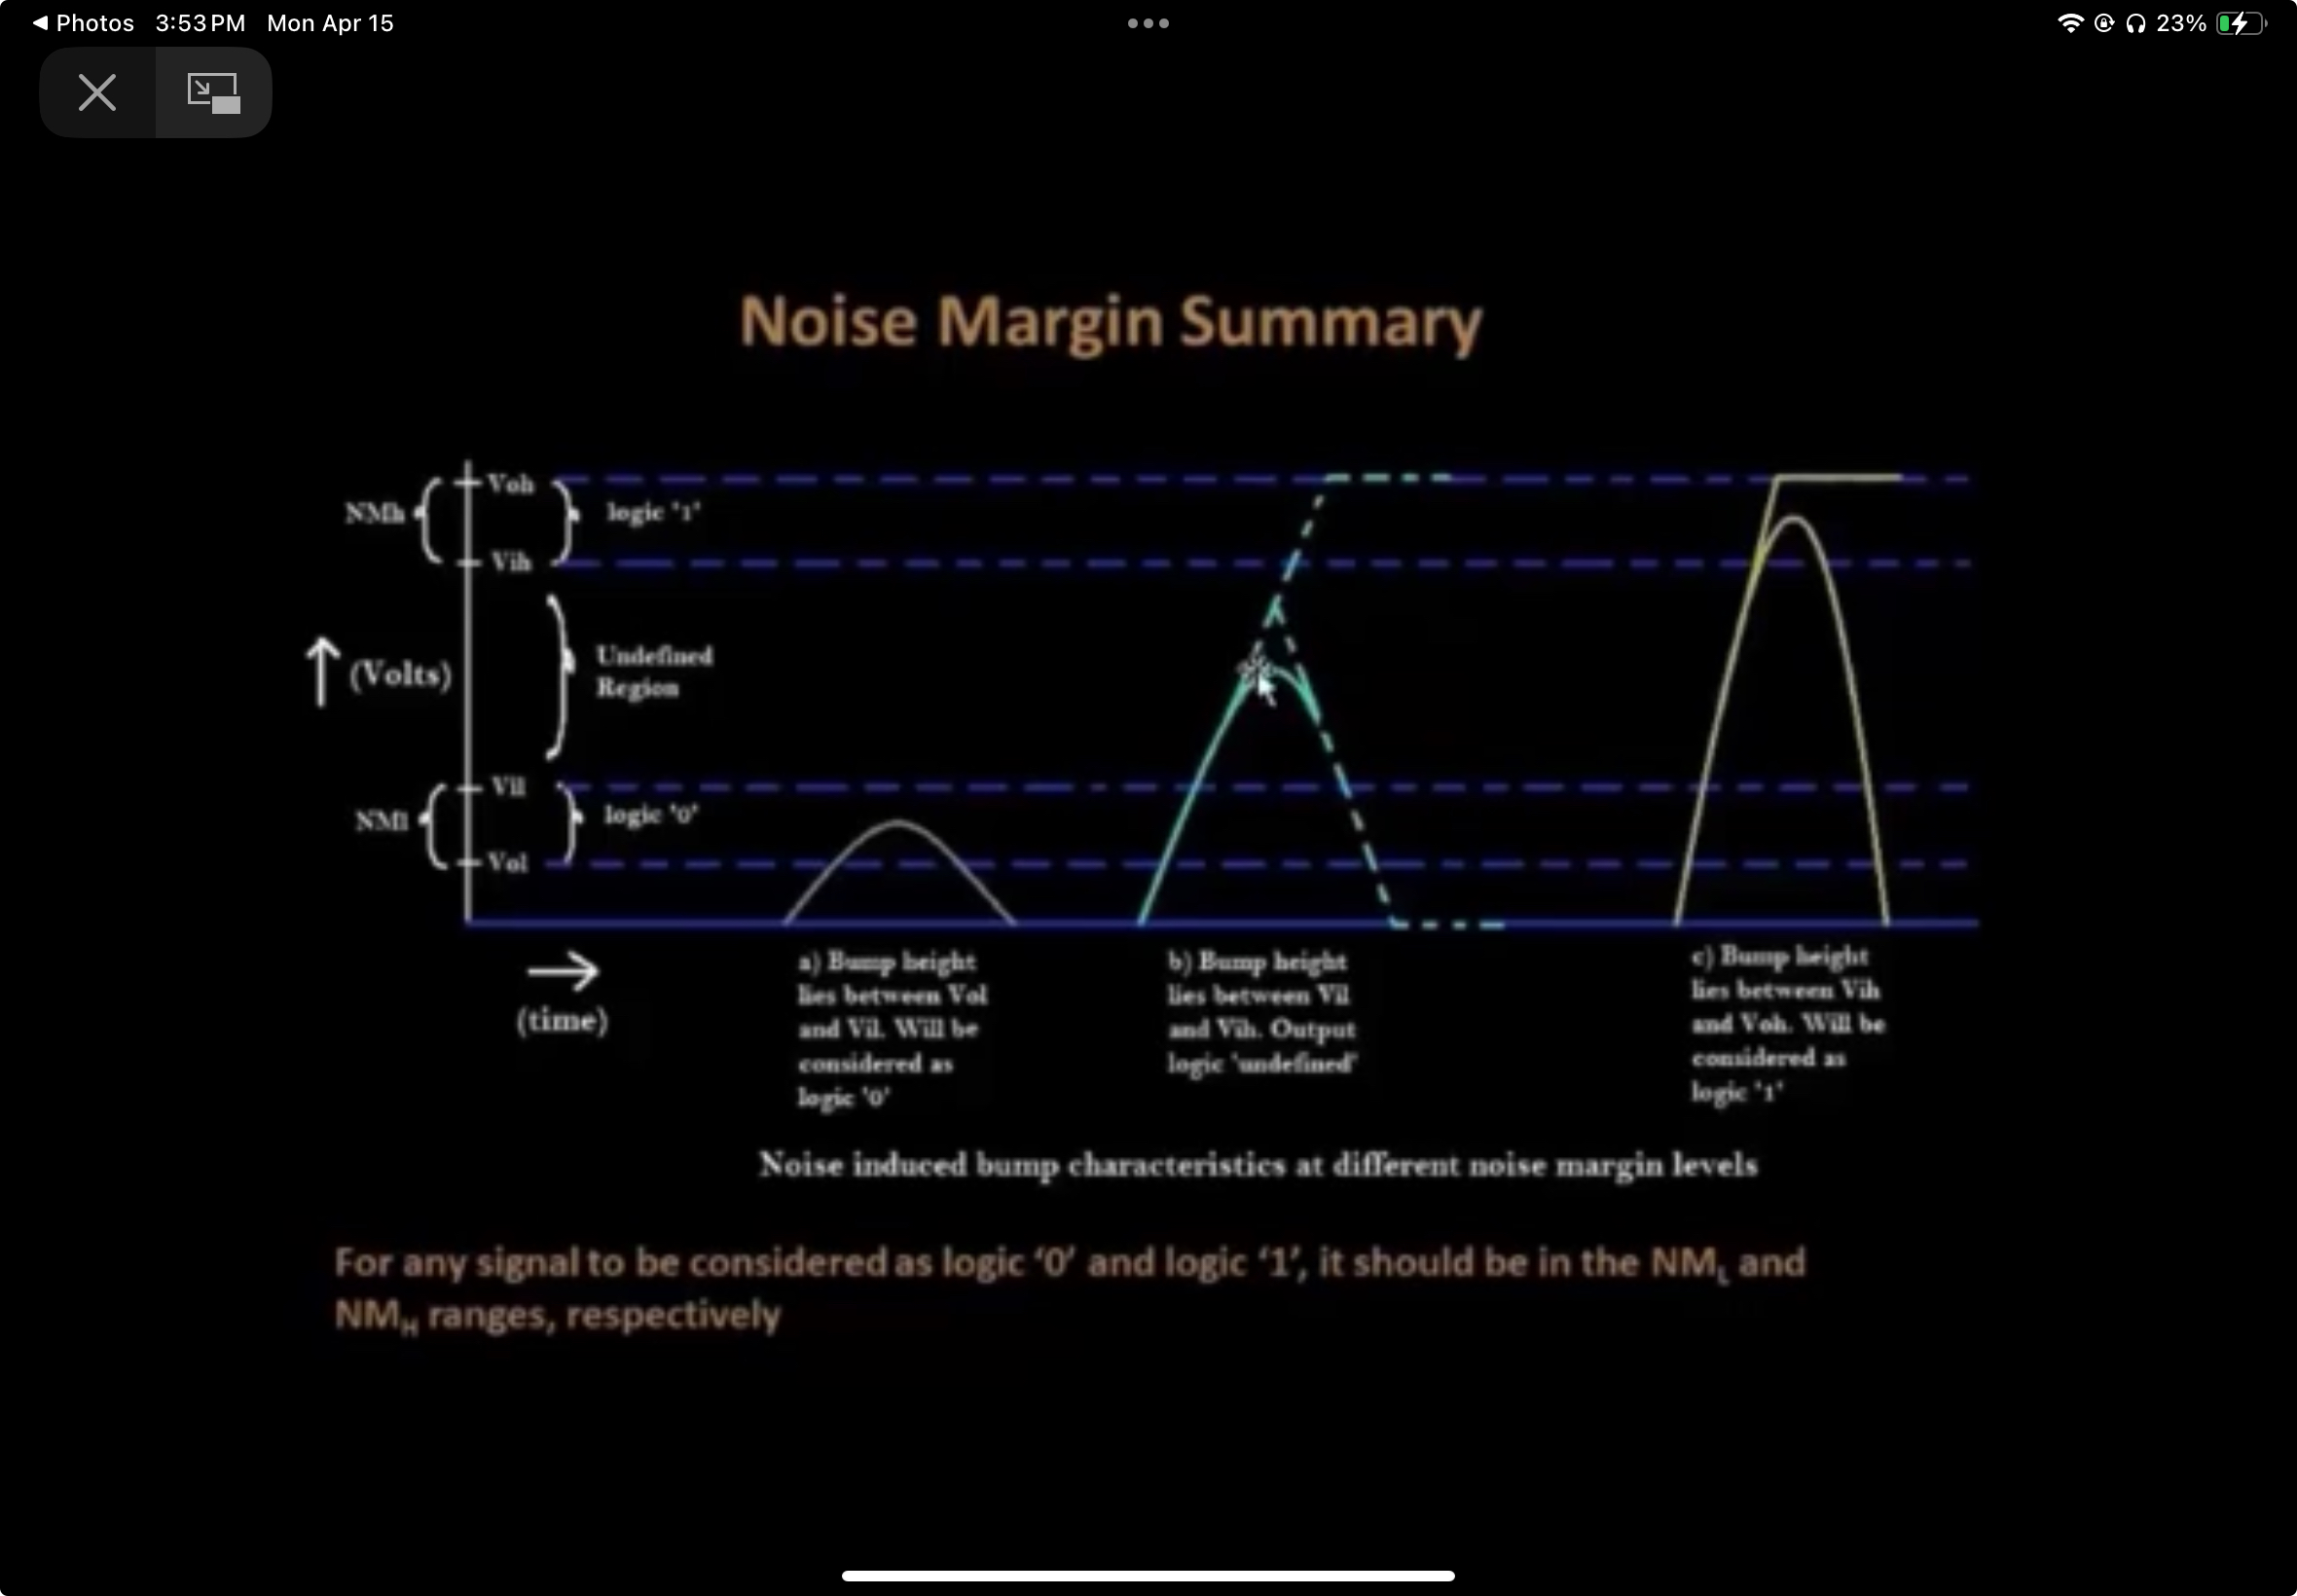 Photos 3:53 PM Mon Apr 15
23%
Noise Margin Summary
Voh
NMh
logic '1'
Vih
Undefined
(Volts)
Region
Vil
NMl
logic '0'
Vol
(time)
a) Bump height
lies between Vol
and Vil. Will be
considered as
logic '0'
b) Bump height
lies between Vil
and Vih. Output
logic 'undefined'
c) Bump height
lies between Vih
and Voh. Will be
considered as
logic '1'
Noise induced bump characteristics at different noise margin levels
For any signal to be considered as logic ‘0’ and logic ‘1’, it should be in the NML and
NMH ranges, respectively